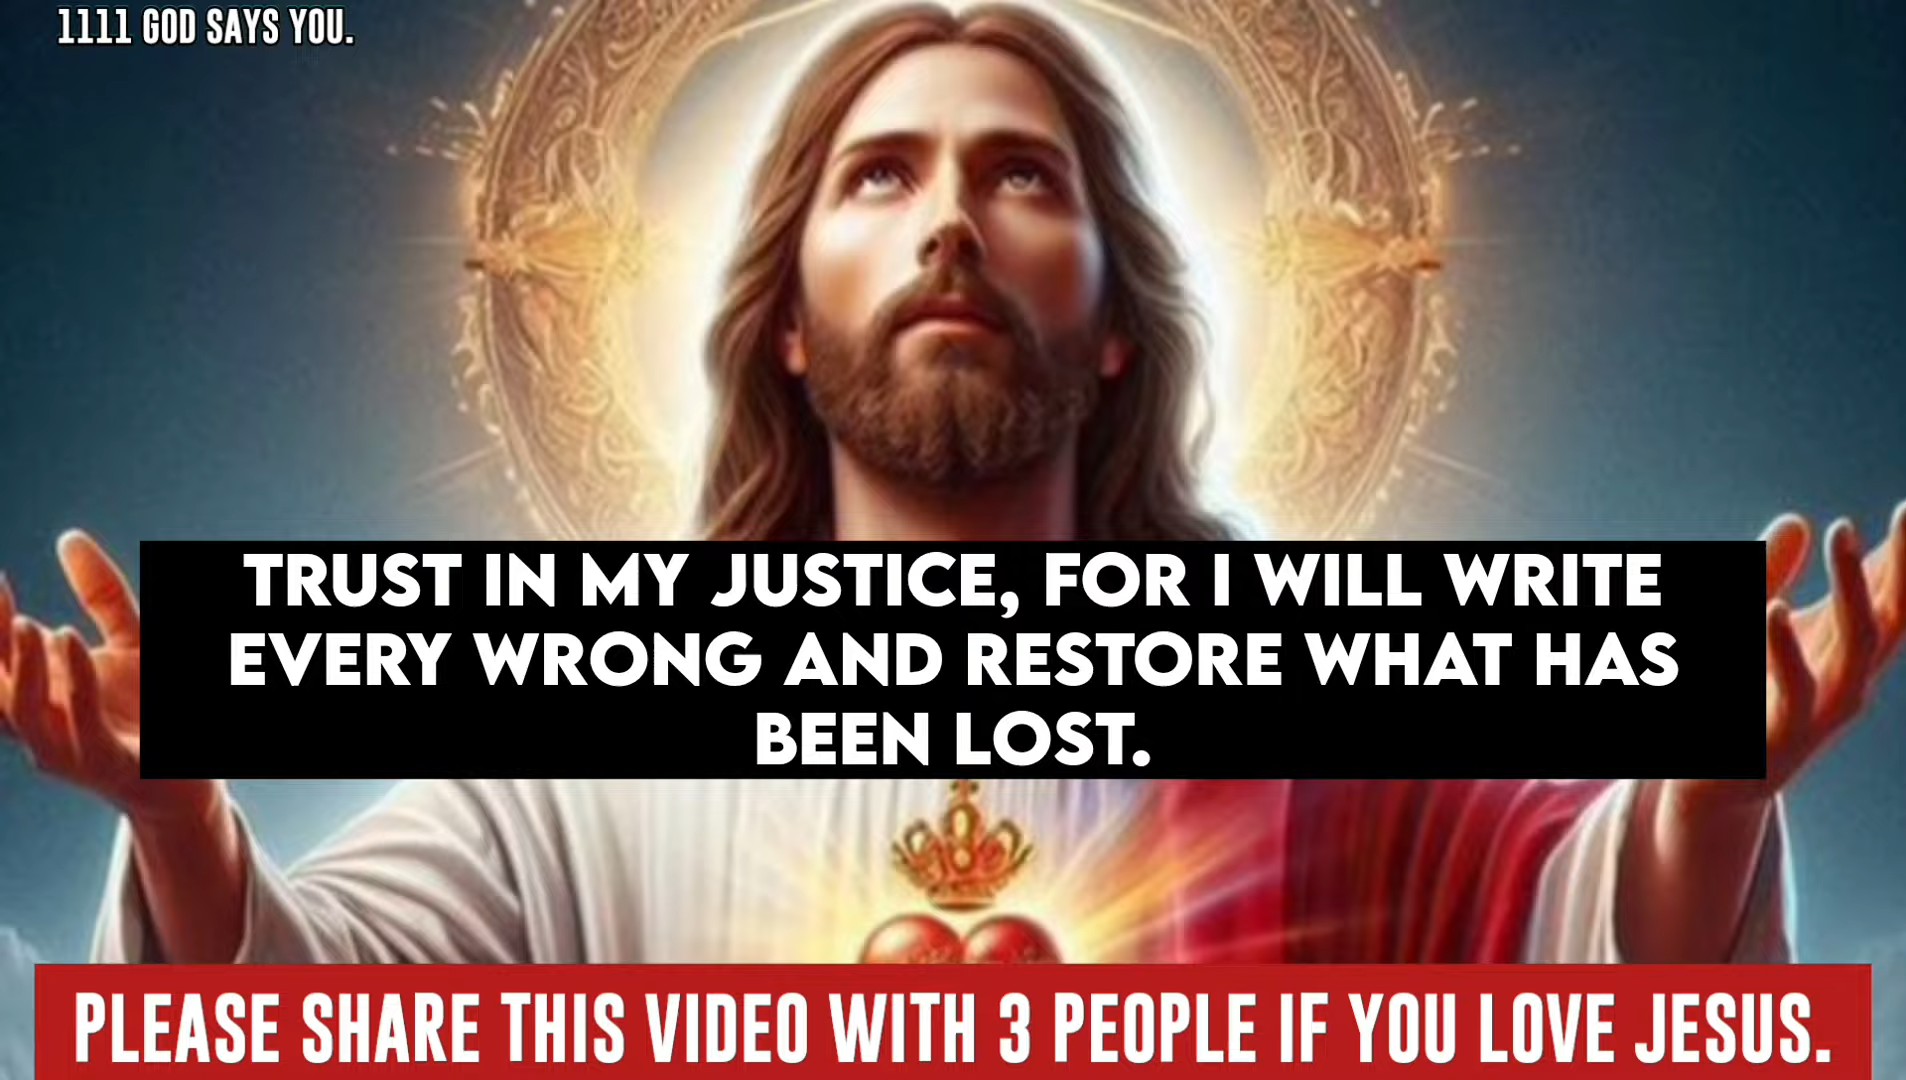 1111 GOD SAYS YOU.
TRUST IN MY JUSTICE, FOR I WILL WRITE
EVERY WRONG AND RESTORE WHAT HAS
BEEN LOST.
PLEASE SHARE THIS VIDEO WITH 3 PEOPLE IF YOU LOVE JESUS.